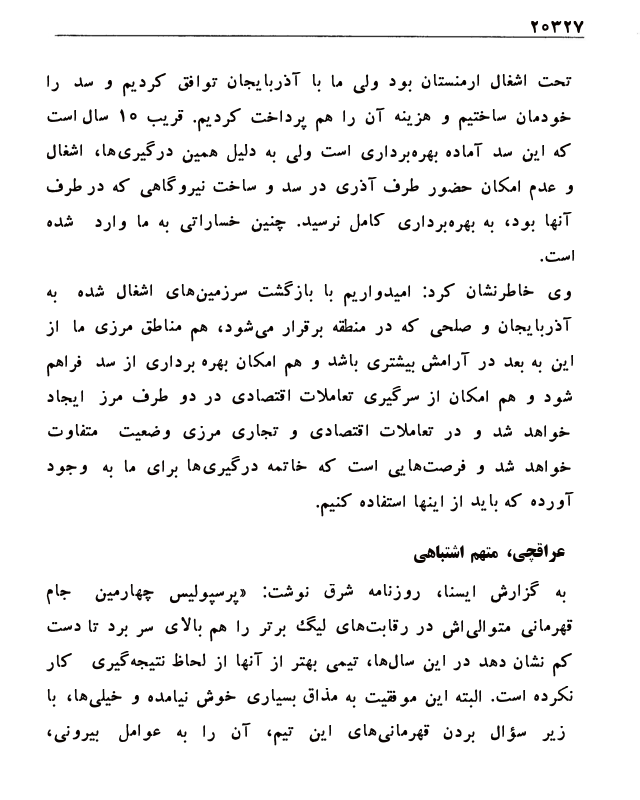 ۲۰۳۲۷
تحت اشغال ارمنستان بود ولی ما با آذربایجان توافق کردیم و سد را
خودمان ساختیم و هزینه آن را هم پرداخت کردیم. قریب ۱۰ سال است
که این سد آماده بهره‌برداری است ولی به دلیل همین درگیری‌ها، اشغال
و عدم امکان حضور طرف آذری در سد و ساخت نیروگاهی که در طرف
آنها بود، به بهره‌برداری کامل نرسید. چنین خساراتی به ما وارد شده
است.
وی خاطرنشان کرد: امیدواریم با بازگشت سرزمین‌های اشغال شده به
آذربایجان و صلحی که در منطقه برقرار می‌شود، هم مناطق مرزی ما از
این به بعد در آرامش بیشتری باشد و هم امکان بهره برداری از سد فراهم
شود و هم امکان از سرگیری تعاملات اقتصادی در دو طرف مرز ایجاد
خواهد شد و در تعاملات اقتصادی و تجاری مرزی وضعیت متفاوت
خواهد شد و فرصت‌هایی است که خاتمه درگیری‌ها برای ما به وجود
آورده که باید از اینها استفاده کنیم.
عراقچی، متهم اشتباهی
به گزارش ایسنا، روزنامه شرق نوشت: «پرسپولیس چهارمین جام
قهرمانی متوالی‌اش در رقابت‌های لیگ برتر را هم بالای سر برد تا دست
کم نشان دهد در این سال‌ها، تیمی بهتر از آنها از لحاظ نتیجه‌گیری کار
نکرده است. البته این موفقیت به مذاق بسیاری خوش نیامده و خیلی‌ها، با
زیر سؤال بردن قهرمانی‌های این تیم، آن را به عوامل بیرونی،